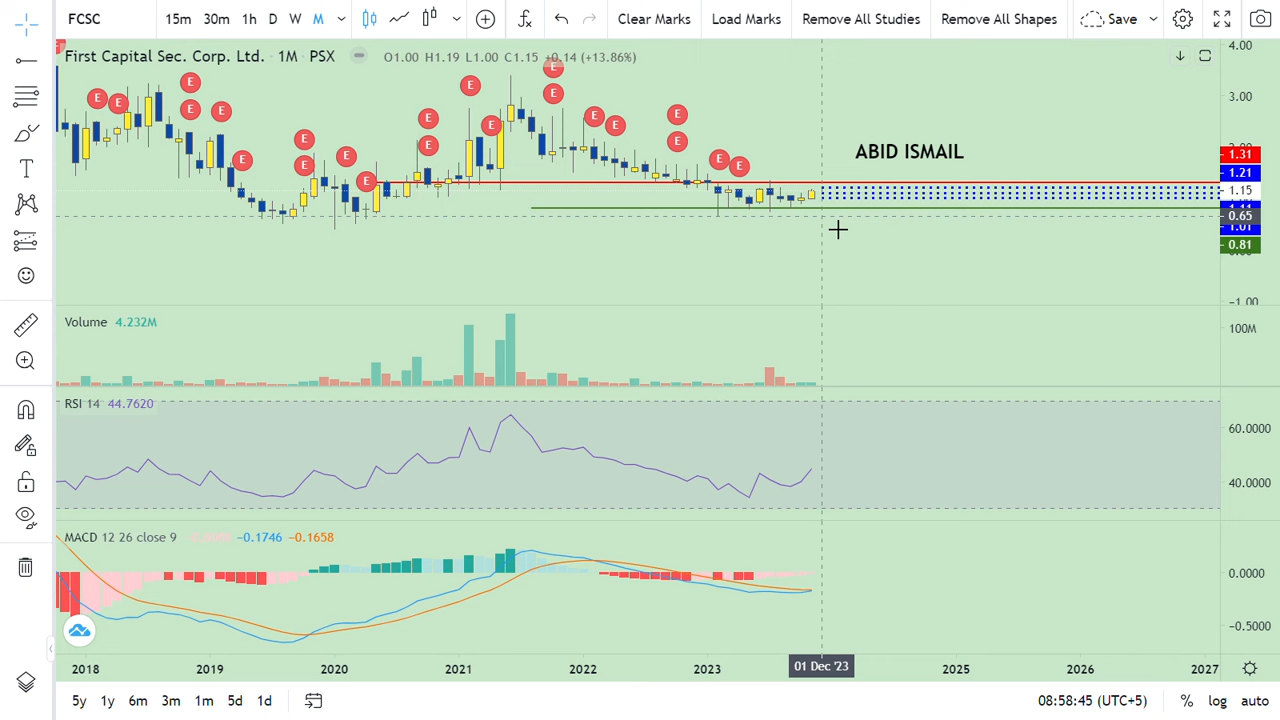 FCSC 15m 30m 1h D W M Clear Marks Load Marks Remove All Studies Remove All Shapes Save
First Capital Sec. Corp. Ltd. · 1M · PSX O1.00 H1.19 L1.00 C1.15 +0.14 (+13.86%)
4.00
3.00
E E E E E E E E E E E E E E E E E E E E E
ABID ISMAIL
1.31
1.21
1.15
0.65
1.01
0.81
−1.00
Volume 4.232M
100M
RSI 14 44.7620
60.0000
40.0000
MACD 12 26 close 9 −0.1746 −0.1658
0.0000
−0.5000
2018 2019 2020 2021 2022 2023 01 Dec '23 2025 2026 2027
5y 1y 6m 3m 1m 5d 1d 08:58:45 (UTC+5) % log auto